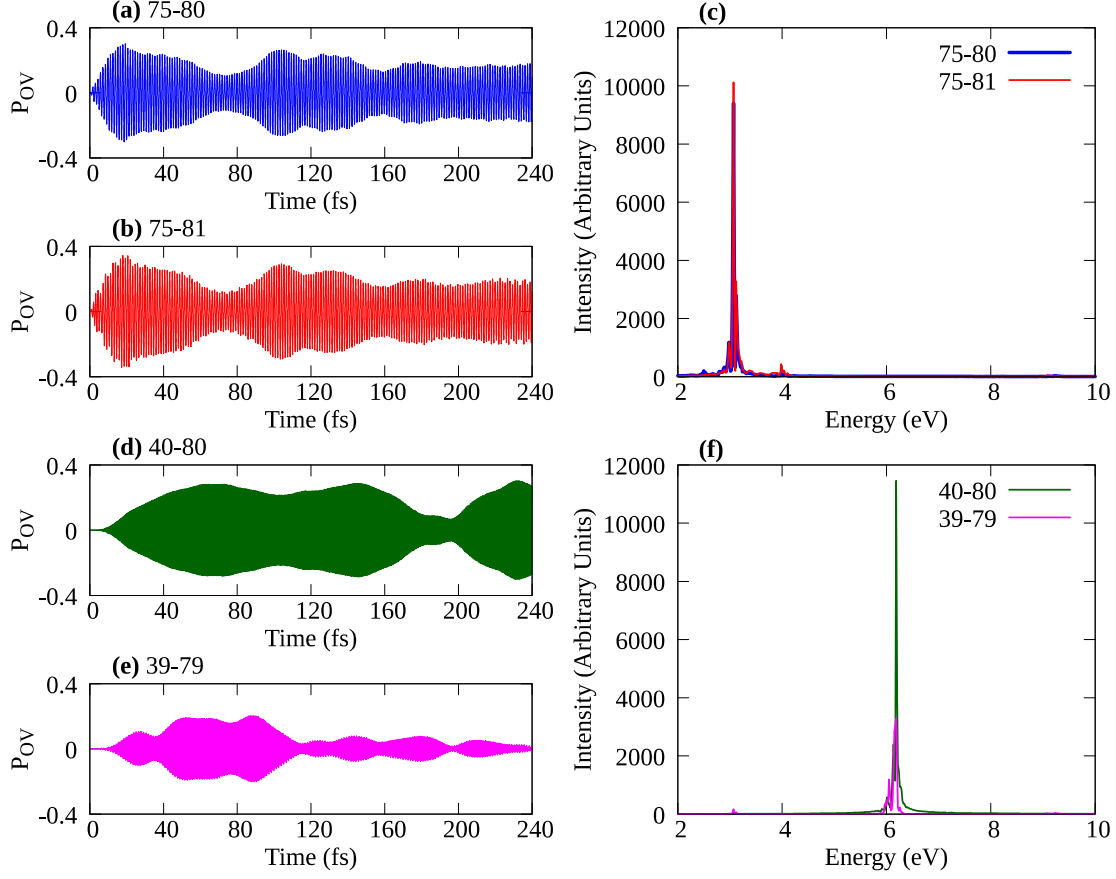 (a) 75-80
0.4
0
-0.4
P_OV
0 40 80 120 160 200 240
Time (fs)
(b) 75-81
0.4
0
-0.4
P_OV
0 40 80 120 160 200 240
Time (fs)
(c)
12000
10000
8000
6000
4000
2000
0
Intensity (Arbitrary Units)
75-80
75-81
2 4 6 8 10
Energy (eV)
(d) 40-80
0.4
0
-0.4
P_OV
0 40 80 120 160 200 240
Time (fs)
(e) 39-79
0.4
0
-0.4
P_OV
0 40 80 120 160 200 240
Time (fs)
(f)
12000
10000
8000
6000
4000
2000
0
Intensity (Arbitrary Units)
40-80
39-79
2 4 6 8 10
Energy (eV)